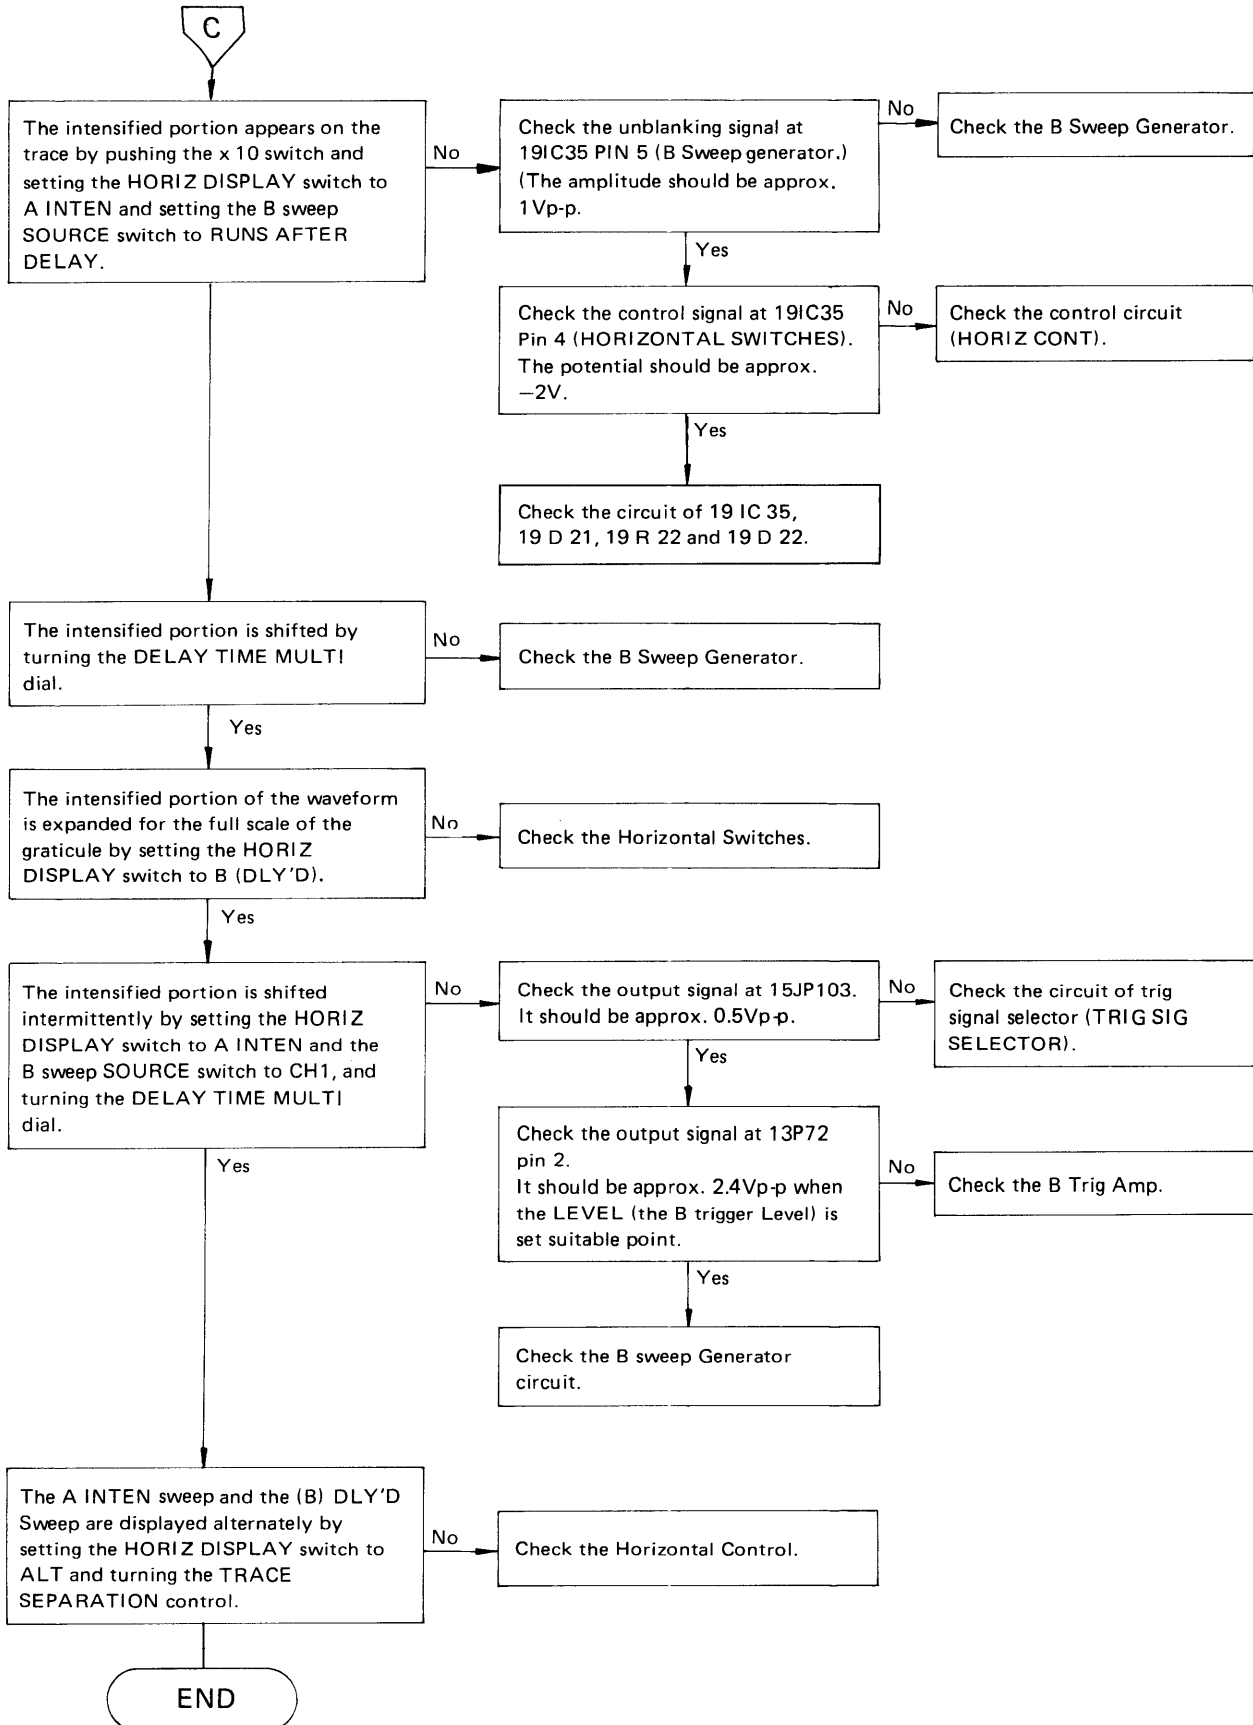 C
The intensified portion appears on the
trace by pushing the x 10 switch and
setting the HORIZ DISPLAY switch to
A INTEN and setting the B sweep
SOURCE switch to RUNS AFTER
DELAY.
No
Check the unblanking signal at
19IC35 PIN 5 (B Sweep generator.)
(The amplitude should be approx.
1Vp-p.
No
Check the B Sweep Generator.
Yes
Check the control signal at 19IC35
Pin 4 (HORIZONTAL SWITCHES).
The potential should be approx.
−2V.
No
Check the control circuit
(HORIZ CONT).
Yes
Check the circuit of 19 IC 35,
19 D 21, 19 R 22 and 19 D 22.
The intensified portion is shifted by
turning the DELAY TIME MULTI
dial.
No
Check the B Sweep Generator.
Yes
The intensified portion of the waveform
is expanded for the full scale of the
graticule by setting the HORIZ
DISPLAY switch to B (DLY'D).
No
Check the Horizontal Switches.
Yes
The intensified portion is shifted
intermittently by setting the HORIZ
DISPLAY switch to A INTEN and the
B sweep SOURCE switch to CH1, and
turning the DELAY TIME MULTI
dial.
No
Check the output signal at 15JP103.
It should be approx. 0.5Vp-p.
No
Check the circuit of trig
signal selector (TRIG SIG
SELECTOR).
Yes
Check the output signal at 13P72
pin 2.
It should be approx. 2.4Vp-p when
the LEVEL (the B trigger Level) is
set suitable point.
No
Check the B Trig Amp.
Yes
Check the B sweep Generator
circuit.
Yes
The A INTEN sweep and the (B) DLY'D
Sweep are displayed alternately by
setting the HORIZ DISPLAY switch to
ALT and turning the TRACE
SEPARATION control.
No
Check the Horizontal Control.
END